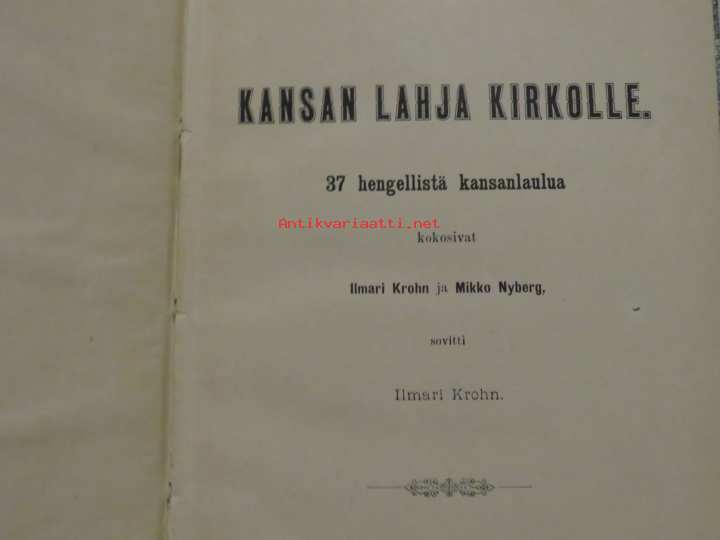 KANSAN LAHJA KIRKOLLE.
37 hengellistä kansanlaulua
Antikvariaatti.net
kokosivat
Ilmari Krohn ja Mikko Nyberg,
sovitti
Ilmari Krohn.